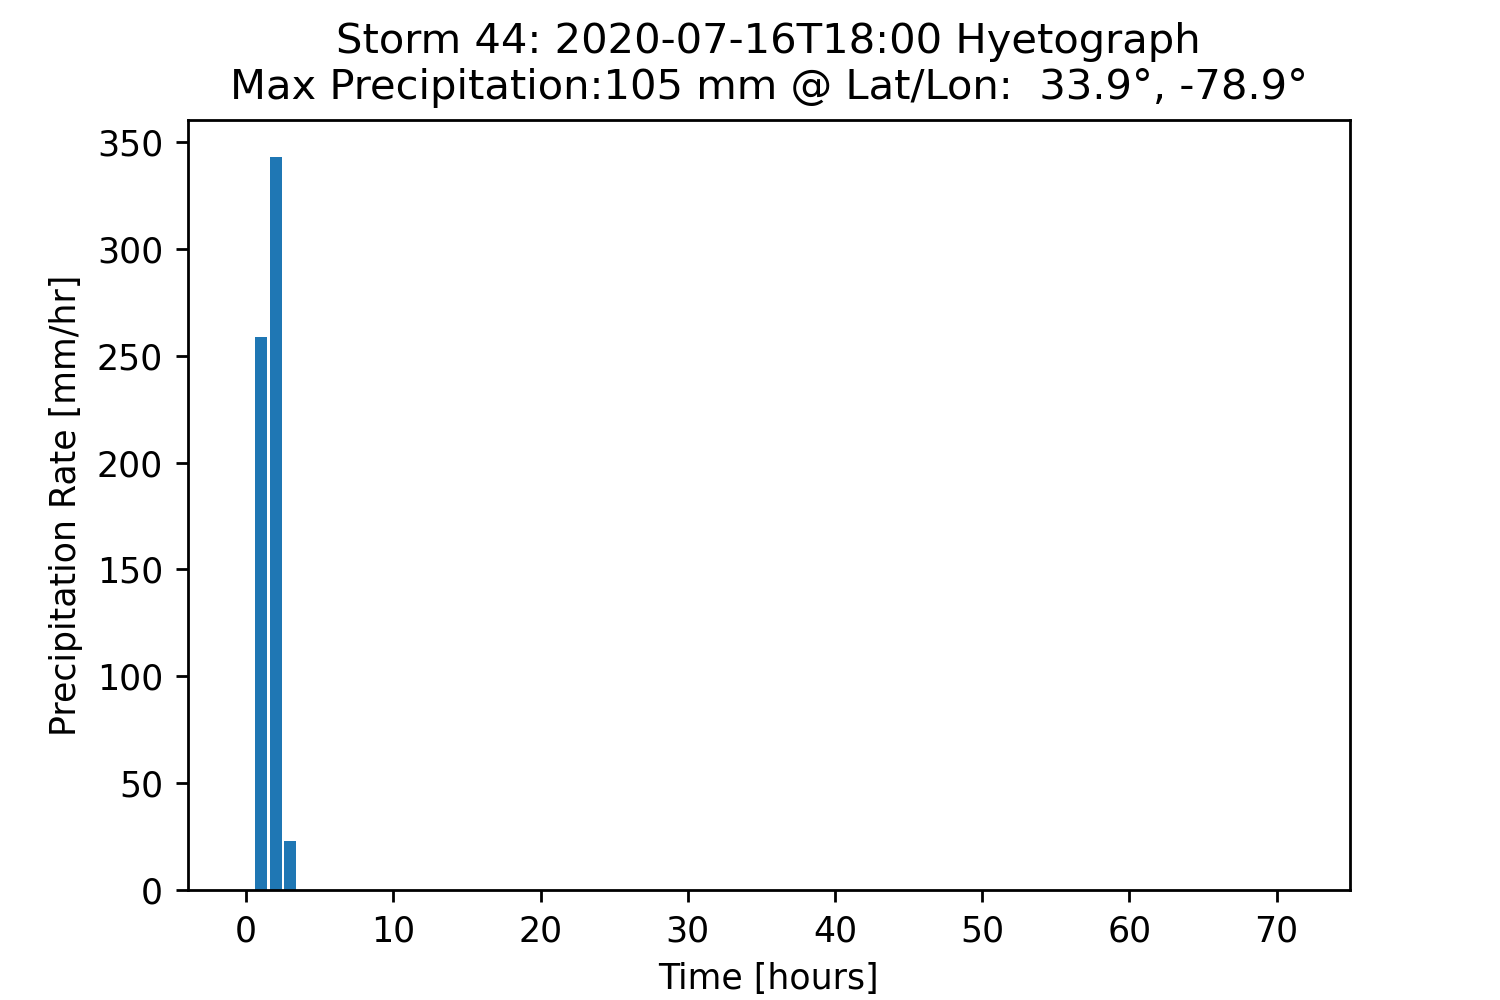 Storm 44: 2020-07-16T18:00 Hyetograph
Max Precipitation:105 mm @ Lat/Lon:  33.9°, -78.9°
350
300
250
200
150
100
50
0
Precipitation Rate [mm/hr]
0 10 20 30 40 50 60 70
Time [hours]